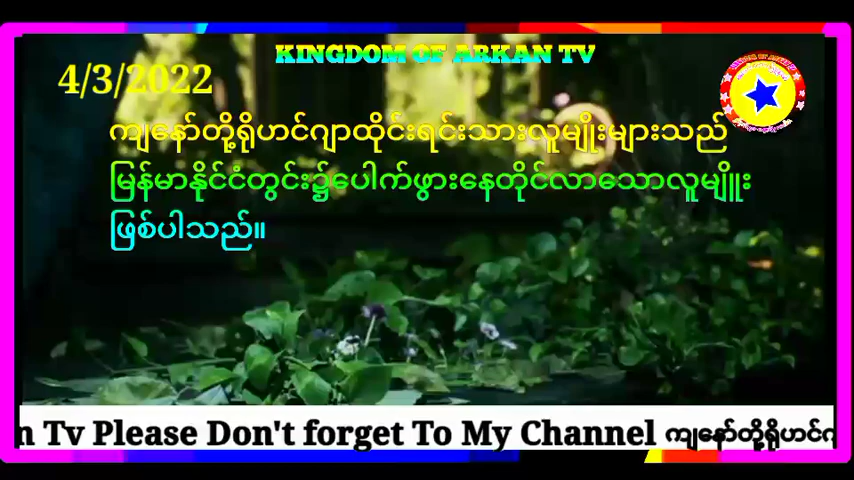 KINGDOM OF ARKAN TV
4/3/2022
ကျနော်တို့ရိုဟင်ဂျာထိုင်းရင်းသားလူမျိုးများသည်
မြန်မာနိုင်ငံတွင်း၌ပေါက်ဖွားနေတိုင်လာသောလူမျိူး
ဖြစ်ပါသည်။
n Tv Please Don't forget To My Channel ကျနော်တို့ရိုဟင်ဂ